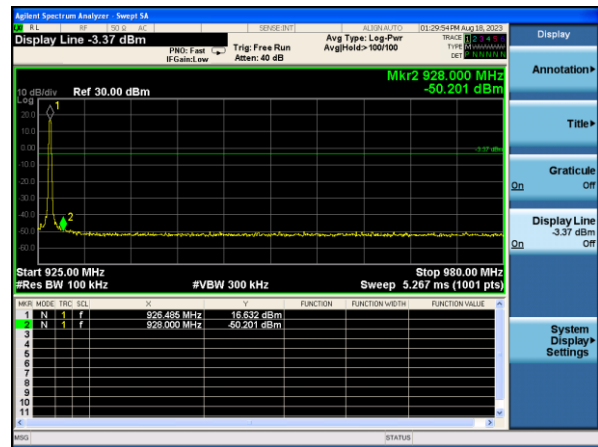 Agilent Spectrum Analyzer - Swept SA
RL RF 50 Ω AC SENSE:INT ALIGN AUTO 01:29:54 PM Aug 18, 2023
Display Line -3.37 dBm
PNO: Fast
IFGain:Low
Trig: Free Run
Atten: 40 dB
Avg Type: Log-Pwr
Avg|Hold:>100/100
TRACE 1 2 3 4 5 6
TYPE M
DET P N N N N N
Mkr2 928.000 MHz
-50.201 dBm
10 dB/div Ref 30.00 dBm
Log
1
20.0
10.0
0.00
-3.37 dBm
-10.0
-20.0
-30.0
-40.0
2
-50.0
-60.0
Start 925.00 MHz Stop 980.00 MHz
#Res BW 100 kHz #VBW 300 kHz Sweep 5.267 ms (1001 pts)
MKR MODE TRC SCL X Y FUNCTION FUNCTION WIDTH FUNCTION VALUE
1 N 1 f 926.485 MHz 16.632 dBm
2 N 1 f 928.000 MHz -50.201 dBm
3
4
5
6
7
8
9
10
11
MSG STATUS
Display
Annotation
Title
Graticule
On Off
Display Line
-3.37 dBm
On Off
System
Display
Settings